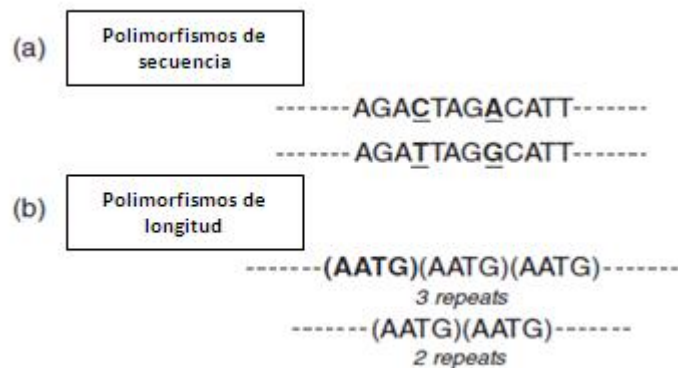 (a)
Polimorfismos de
secuencia
------AGACTAGACATT------
------AGATTAGGCATT------
(b)
Polimorfismos de
longitud
------(AATG)(AATG)(AATG)------
3 repeats
------(AATG)(AATG)------
2 repeats